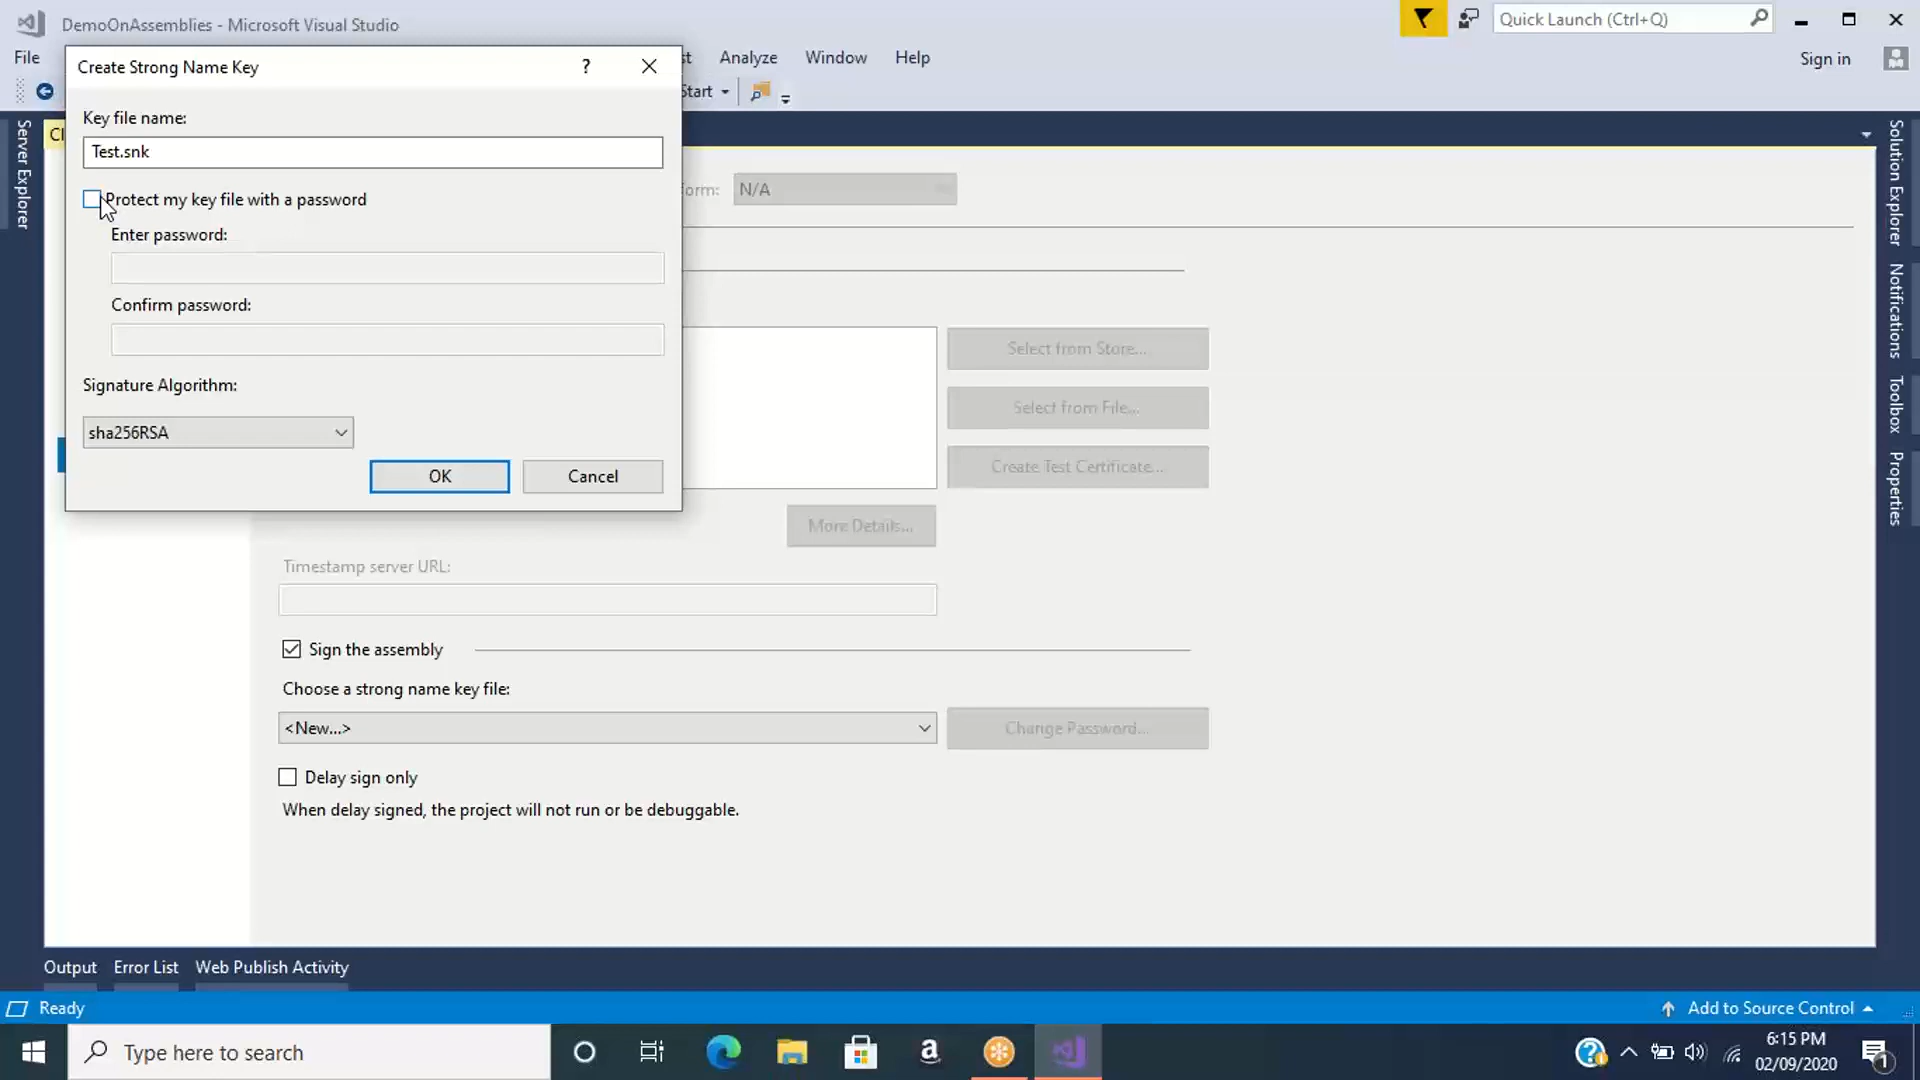 DemoOnAssemblies - Microsoft Visual Studio
Quick Launch (Ctrl+Q)
File
Analyze
Window
Help
Sign in
Start
Create Strong Name Key
?
Key file name:
Test.snk
Protect my key file with a password
Enter password:
Confirm password:
Signature Algorithm:
sha256RSA
OK
Cancel
Server Explorer
Cl
form:
N/A
Select from Store...
Select from File...
Create Test Certificate...
More Details...
Timestamp server URL:
Sign the assembly
Choose a strong name key file:
<New...>
Change Password...
Delay sign only
When delay signed, the project will not run or be debuggable.
Solution Explorer
Notifications
Toolbox
Properties
Output
Error List
Web Publish Activity
Ready
Add to Source Control
Type here to search
6:15 PM
02/09/2020
1